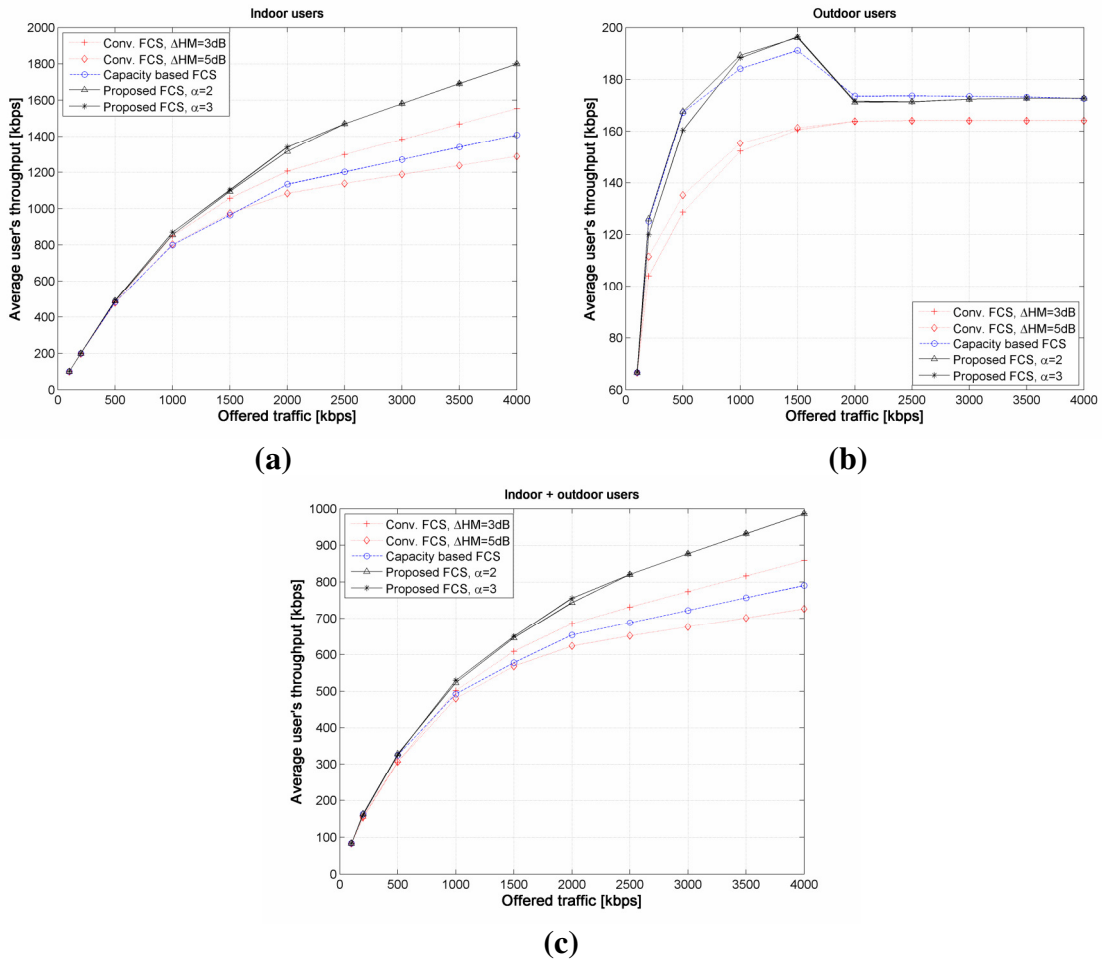 Indoor users
2000
1800
1600
1400
1200
1000
800
600
400
200
0
Average user's throughput [kbps]
Conv. FCS, ΔHM=3dB
Conv. FCS, ΔHM=5dB
Capacity based FCS
Proposed FCS, α=2
Proposed FCS, α=3
0 500 1000 1500 2000 2500 3000 3500 4000
Offered traffic [kbps]
(a)
Outdoor users
200
180
160
140
120
100
80
60
Average user's throughput [kbps]
Conv. FCS, ΔHM=3dB
Conv. FCS, ΔHM=5dB
Capacity based FCS
Proposed FCS, α=2
Proposed FCS, α=3
0 500 1000 1500 2000 2500 3000 3500 4000
Offered traffic [kbps]
(b)
Indoor + outdoor users
1000
900
800
700
600
500
400
300
200
100
0
Average user's throughput [kbps]
Conv. FCS, ΔHM=3dB
Conv. FCS, ΔHM=5dB
Capacity based FCS
Proposed FCS, α=2
Proposed FCS, α=3
0 500 1000 1500 2000 2500 3000 3500 4000
Offered traffic [kbps]
(c)